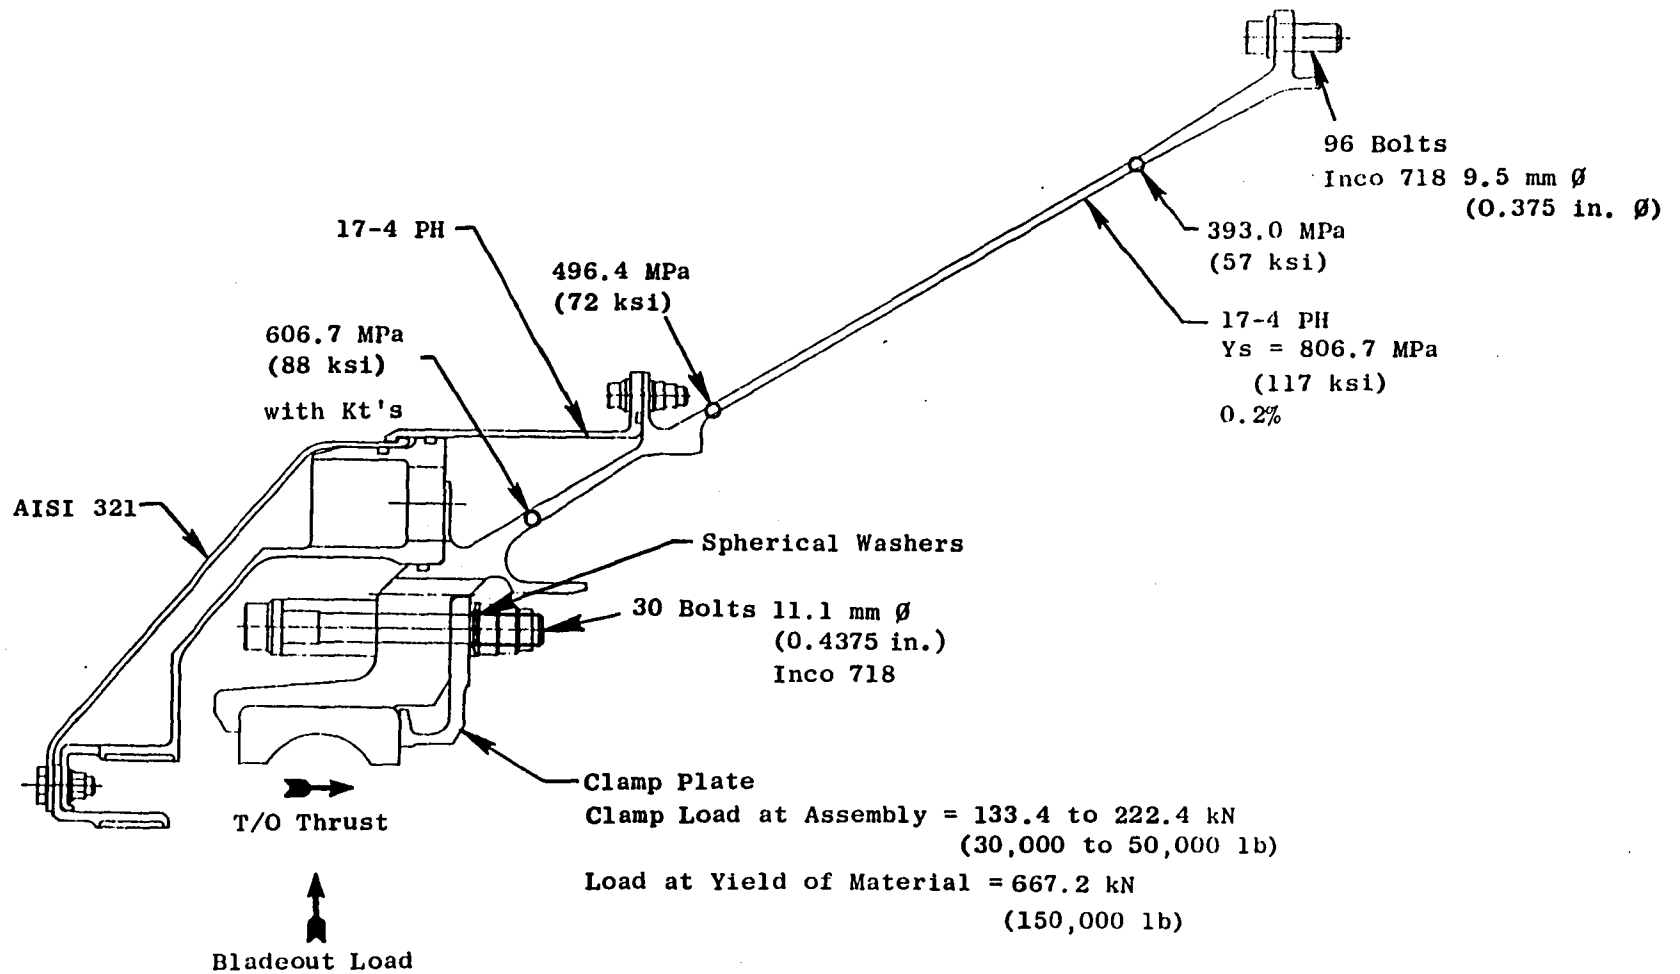 96 Bolts
Inco 718 9.5 mm Ø
(0.375 in. Ø)
17-4 PH
393.0 MPa
(57 ksi)
496.4 MPa
(72 ksi)
17-4 PH
Ys = 806.7 MPa
(117 ksi)
0.2%
606.7 MPa
(88 ksi)
with Kt's
AISI 321
Spherical Washers
30 Bolts 11.1 mm Ø
(0.4375 in.)
Inco 718
Clamp Plate
Clamp Load at Assembly = 133.4 to 222.4 kN
(30,000 to 50,000 lb)
Load at Yield of Material = 667.2 kN
(150,000 lb)
T/O Thrust
Bladeout Load